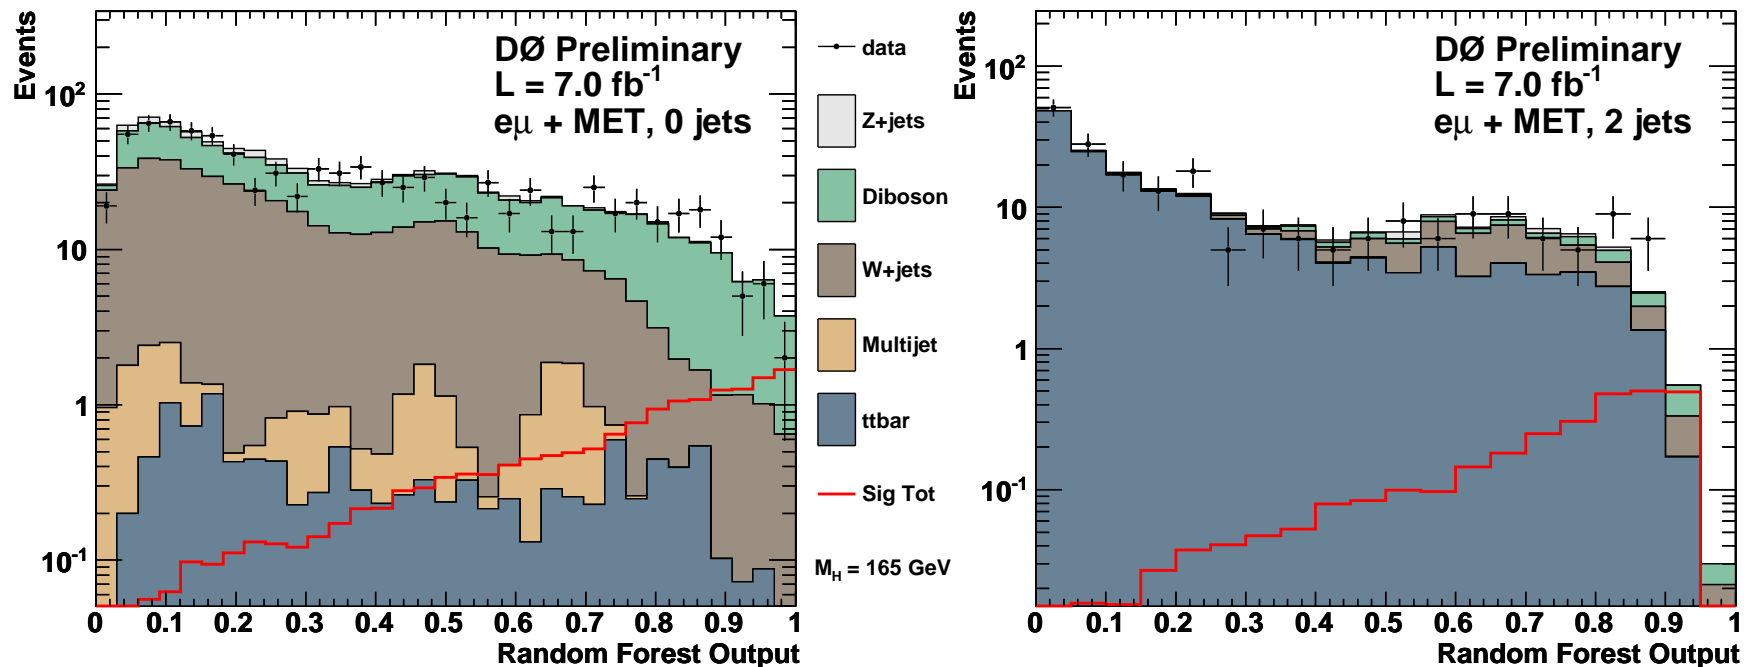 Events
10²
10
1
10⁻¹
DØ Preliminary
L = 7.0 fb⁻¹
eμ + MET, 0 jets
0 0.1 0.2 0.3 0.4 0.5 0.6 0.7 0.8 0.9 1
Random Forest Output
data
Z+jets
Diboson
W+jets
Multijet
ttbar
Sig Tot
M_H = 165 GeV
Events
10²
10
1
10⁻¹
DØ Preliminary
L = 7.0 fb⁻¹
eμ + MET, 2 jets
0 0.1 0.2 0.3 0.4 0.5 0.6 0.7 0.8 0.9 1
Random Forest Output